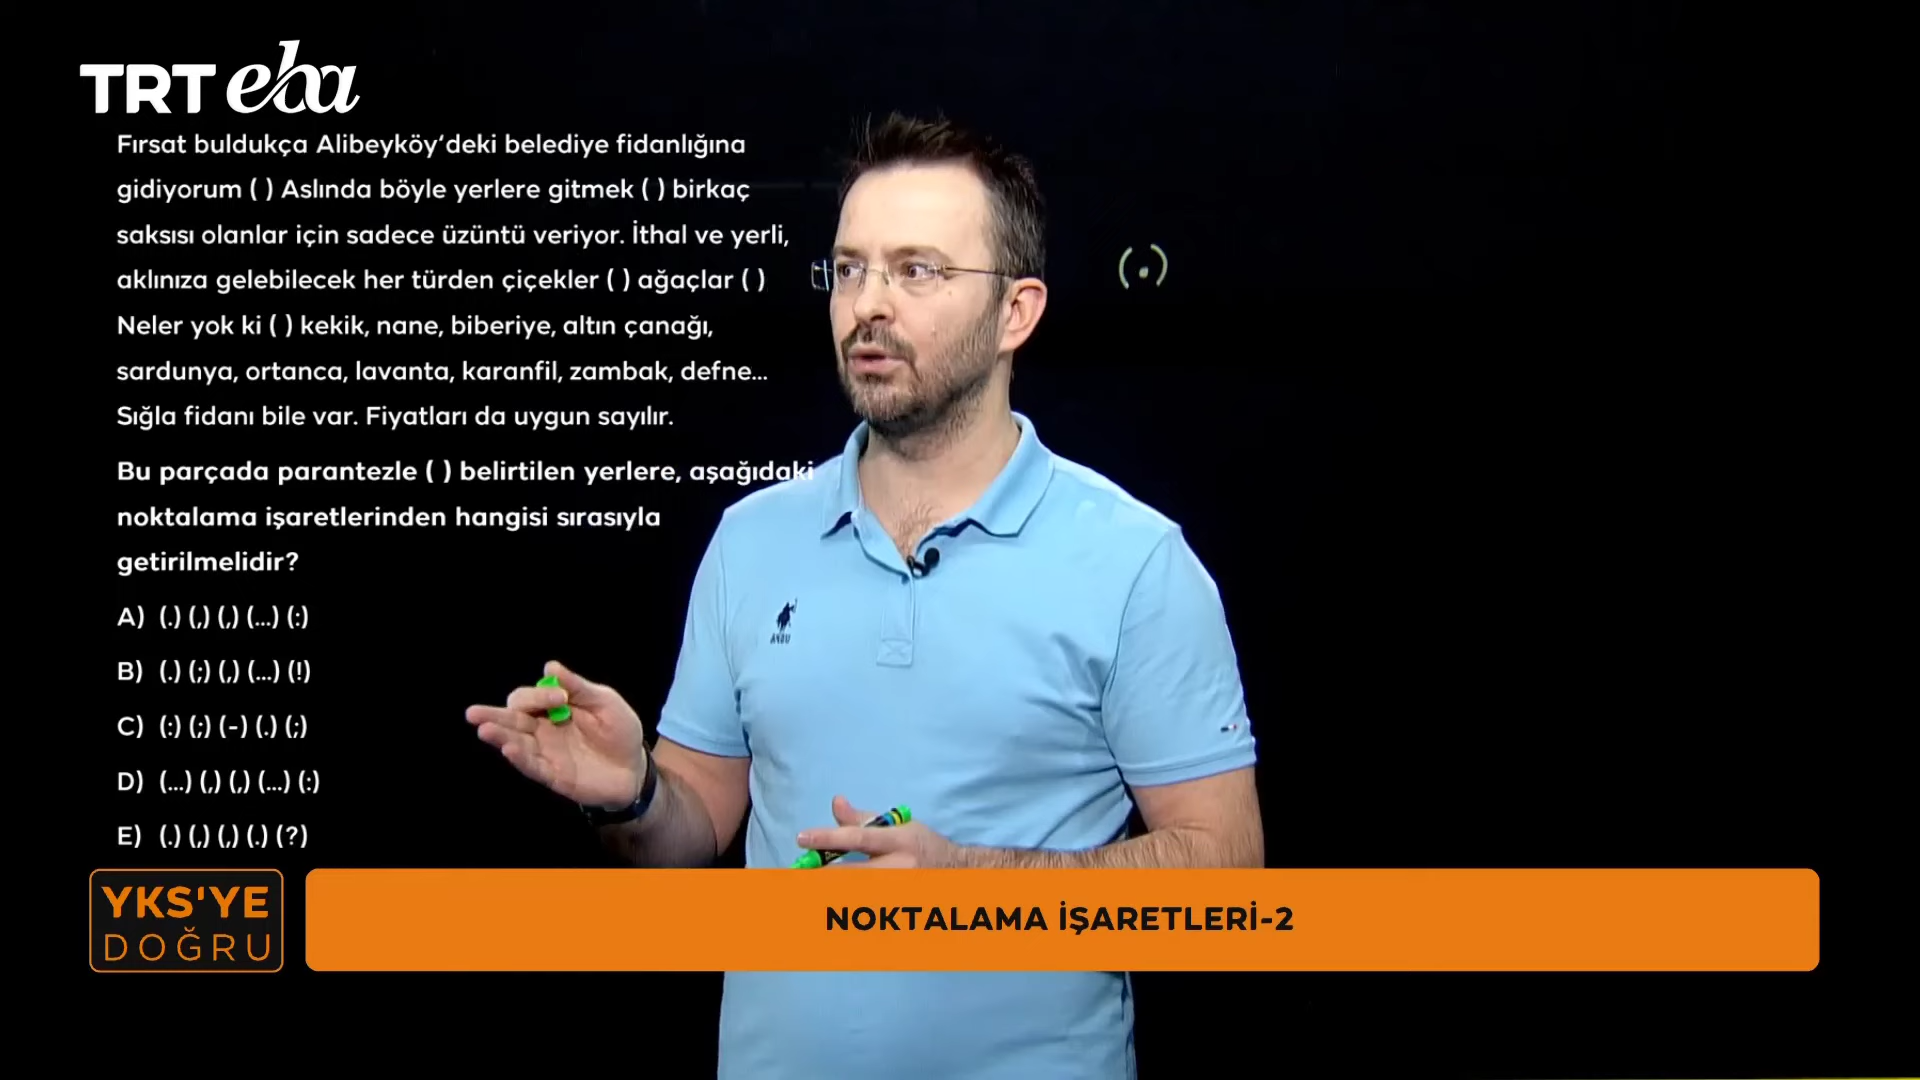 TRT eba
Fırsat buldukça Alibeyköy‘deki belediye fidanlığına
gidiyorum ( ) Aslında böyle yerlere gitmek ( ) birkaç
saksısı olanlar için sadece üzüntü veriyor. İthal ve yerli,
aklınıza gelebilecek her türden çiçekler ( ) ağaçlar ( )
Neler yok ki ( ) kekik, nane, biberiye, altın çanağı,
sardunya, ortanca, lavanta, karanfil, zambak, defne...
Sığla fidanı bile var. Fiyatları da uygun sayılır.
Bu parçada parantezle ( ) belirtilen yerlere, aşağıdaki
noktalama işaretlerinden hangisi sırasıyla
getirilmelidir?
A) (.) (,) (,) (...) (:)
B) (.) (;) (,) (...) (!)
C) (:) (;) (-) (.) (;)
D) (...) (,) (,) (...) (:)
E) (.) (,) (,) (.) (?)
(.)
YKS'YE
DOĞRU
NOKTALAMA İŞARETLERİ-2